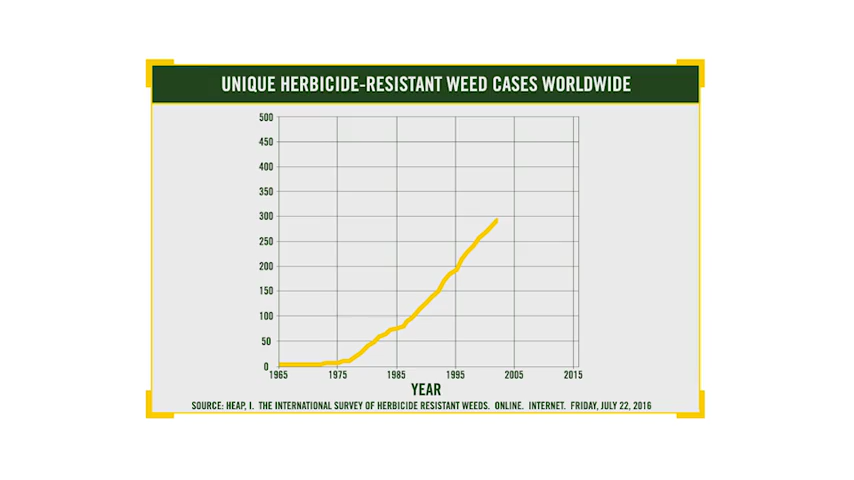 UNIQUE HERBICIDE-RESISTANT WEED CASES WORLDWIDE
500
450
400
350
300
250
200
150
100
50
0
1965 1975 1985 1995 2005 2015
YEAR
SOURCE: HEAP, I. THE INTERNATIONAL SURVEY OF HERBICIDE RESISTANT WEEDS. ONLINE. INTERNET. FRIDAY, JULY 22, 2016